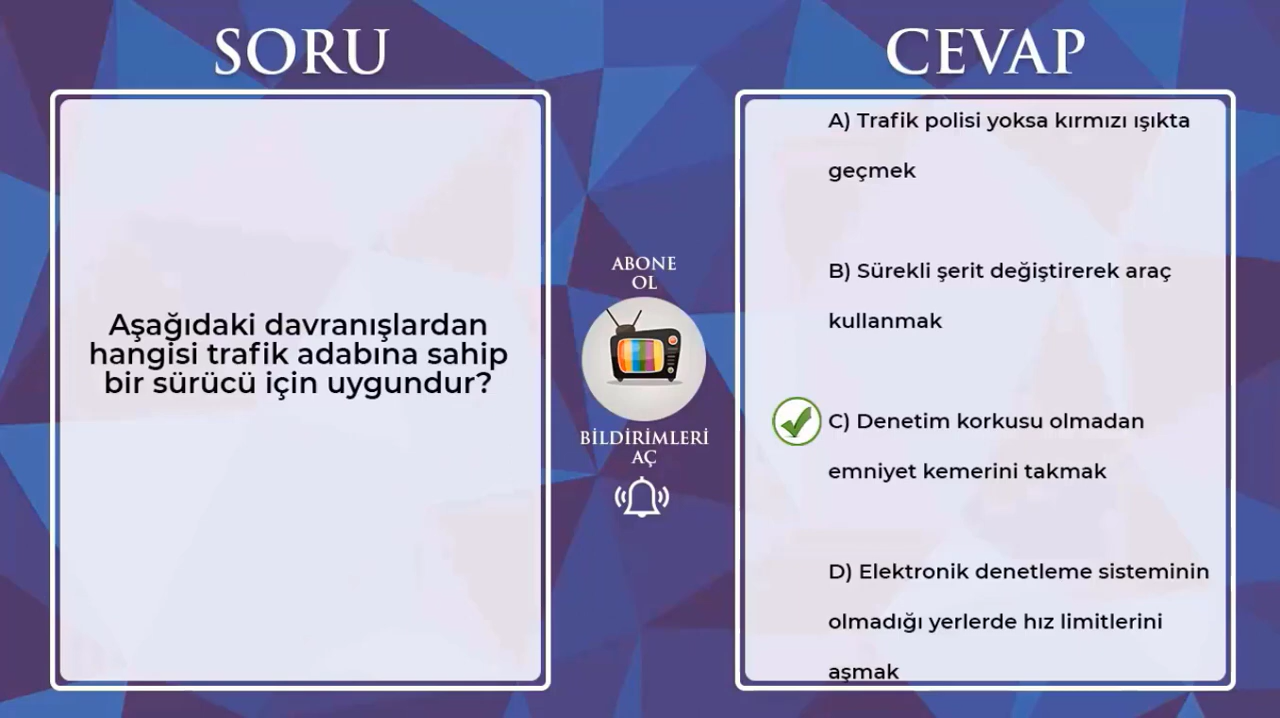 SORU
Aşağıdaki davranışlardan
hangisi trafik adabına sahip
bir sürücü için uygundur?
ABONE
OL
BİLDİRİMLERİ
AÇ
CEVAP
A) Trafik polisi yoksa kırmızı ışıkta
geçmek
B) Sürekli şerit değiştirerek araç
kullanmak
C) Denetim korkusu olmadan
emniyet kemerini takmak
D) Elektronik denetleme sisteminin
olmadığı yerlerde hız limitlerini
aşmak